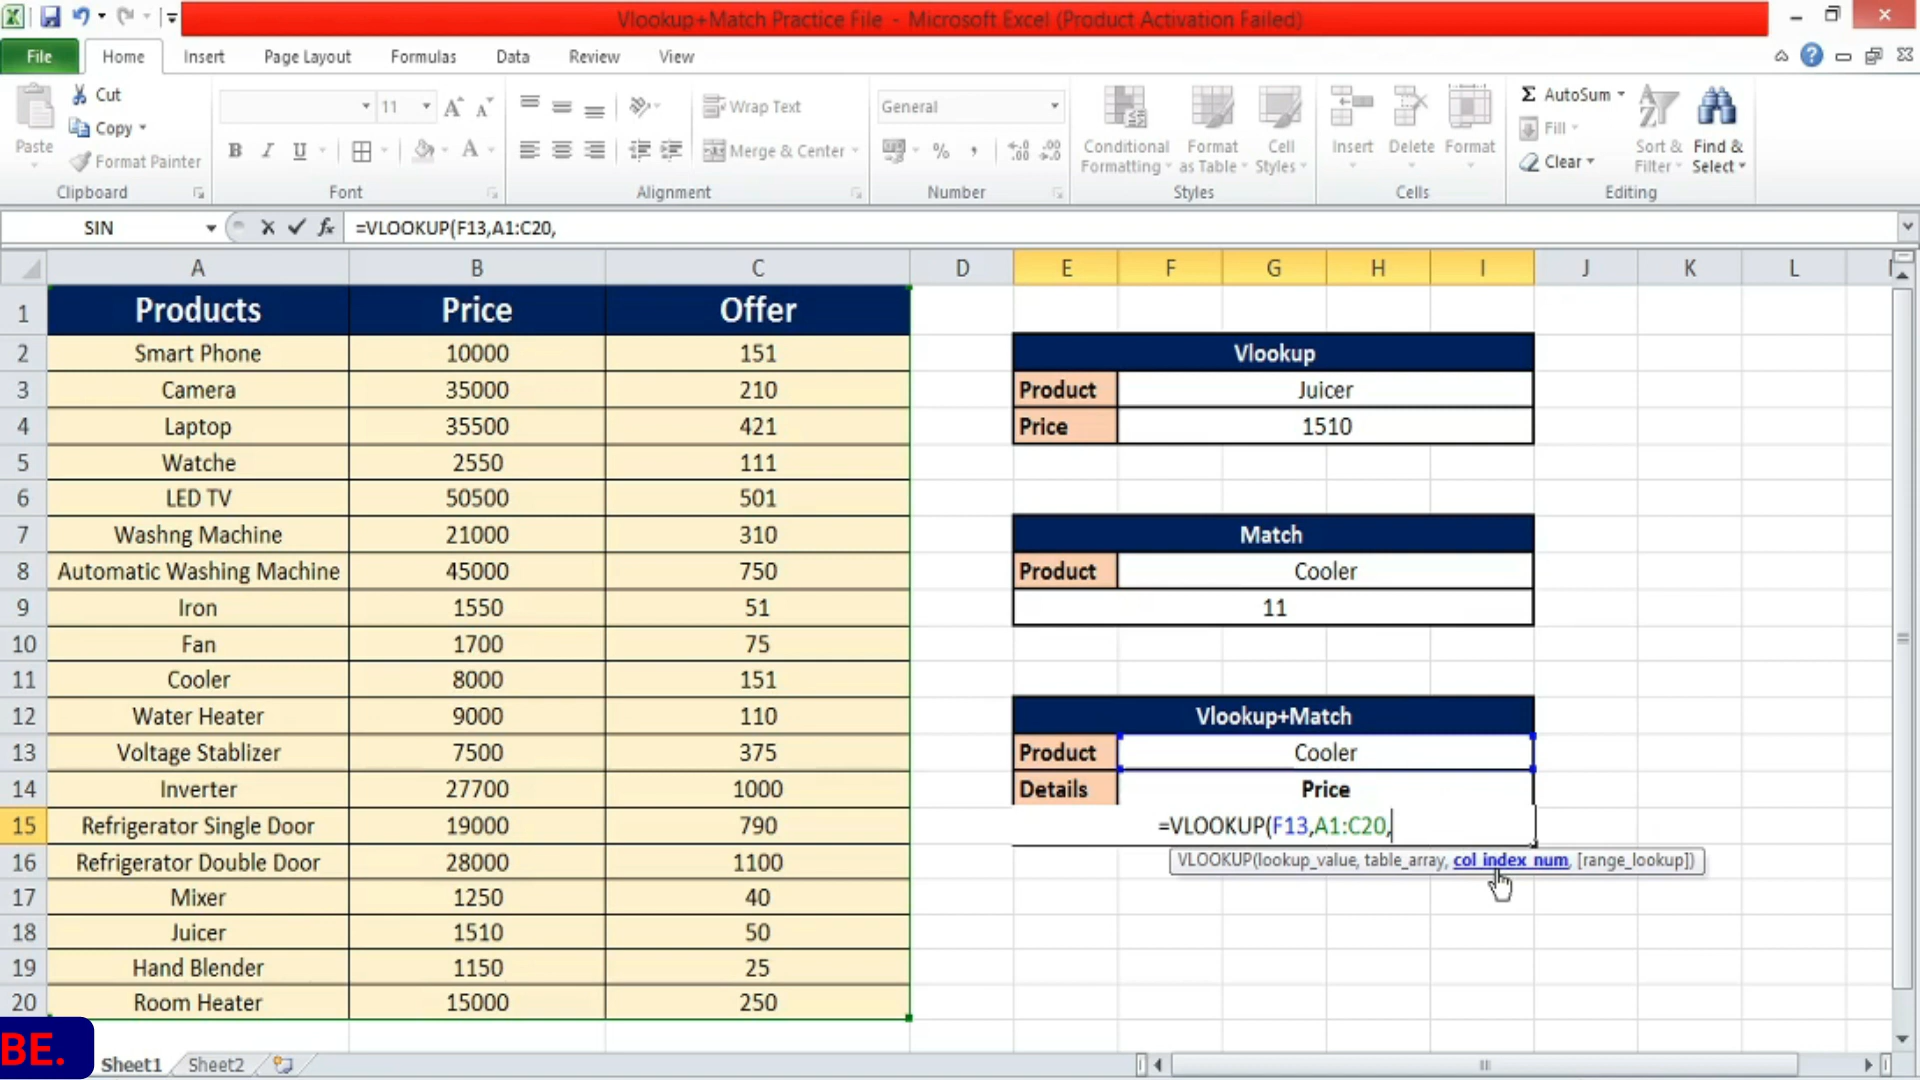 Vlookup+Match Practice File - Microsoft Excel (Product Activation Failed)
File Home Insert Page Layout Formulas Data Review View
Paste
Cut
Copy
Format Painter
Clipboard
11
B I U
Font
Wrap Text
Merge & Center
Alignment
General
%
Number
Conditional Formatting
Format as Table
Cell Styles
Styles
Insert Delete Format
Cells
Σ AutoSum
Fill
Clear
Sort & Filter
Find & Select
Editing
SIN fx =VLOOKUP(F13,A1:C20,
A B C D E F G H I J K L
1 Products Price Offer
2 Smart Phone 10000 151 Vlookup
3 Camera 35000 210 Product Juicer
4 Laptop 35500 421 Price 1510
5 Watche 2550 111
6 LED TV 50500 501
7 Washng Machine 21000 310 Match
8 Automatic Washing Machine 45000 750 Product Cooler
9 Iron 1550 51 11
10 Fan 1700 75
11 Cooler 8000 151
12 Water Heater 9000 110 Vlookup+Match
13 Voltage Stablizer 7500 375 Product Cooler
14 Inverter 27700 1000 Details Price
15 Refrigerator Single Door 19000 790 =VLOOKUP(F13,A1:C20,
16 Refrigerator Double Door 28000 1100 VLOOKUP(lookup_value, table_array, col_index_num, [range_lookup])
17 Mixer 1250 40
18 Juicer 1510 50
19 Hand Blender 1150 25
20 Room Heater 15000 250
BE.
Sheet1 Sheet2